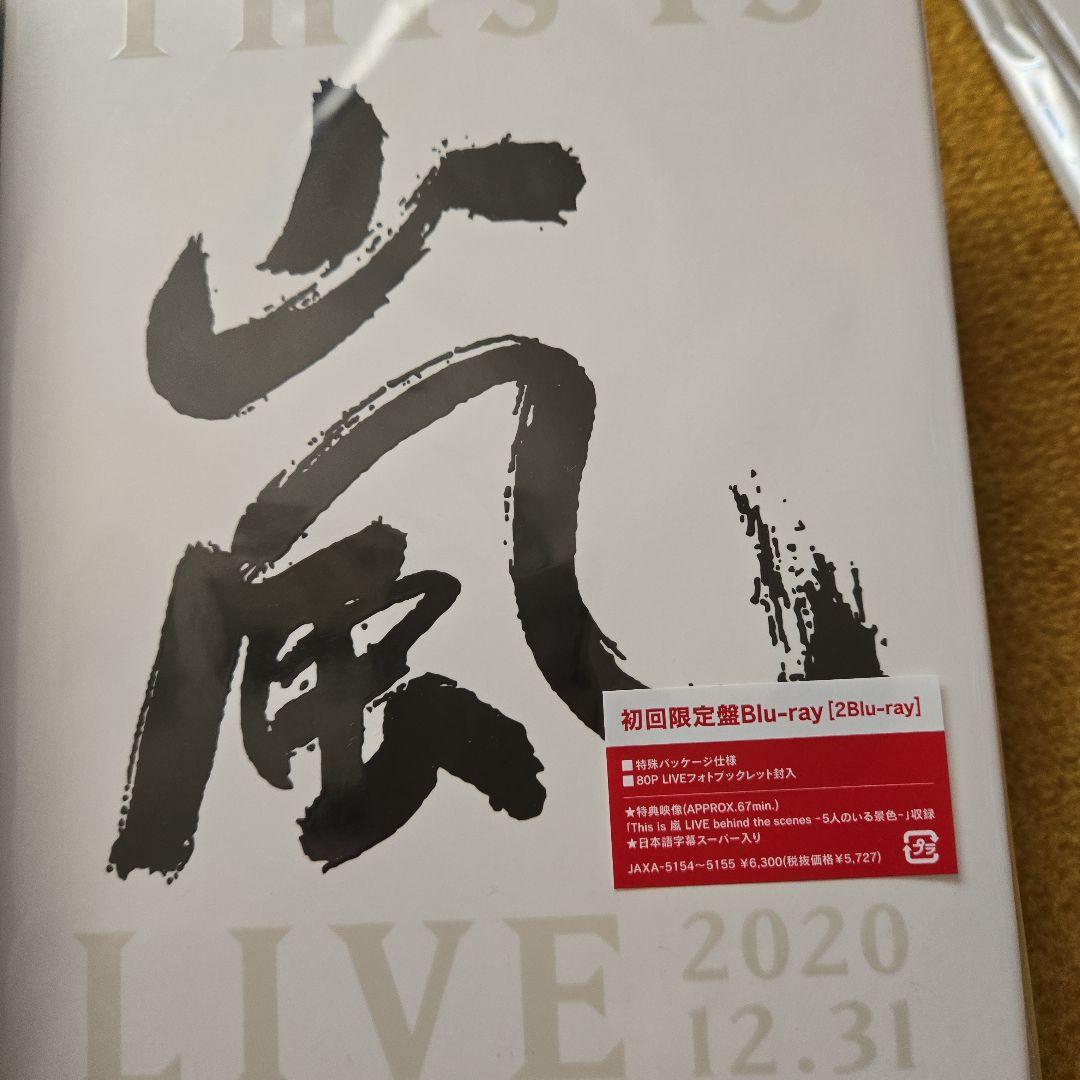 THIS IS
嵐
初回限定盤Blu-ray [2Blu-ray]
■特殊パッケージ仕様
■80P LIVEフォトブックレット封入
★特典映像(APPROX.67min.)
「This is 嵐 LIVE behind the scenes -5人のいる景色-」収録
★日本語字幕スーパー入り
JAXA-5154〜5155 ¥6,300(税抜価格¥5,727)
プラ
LIVE 2020
12.31